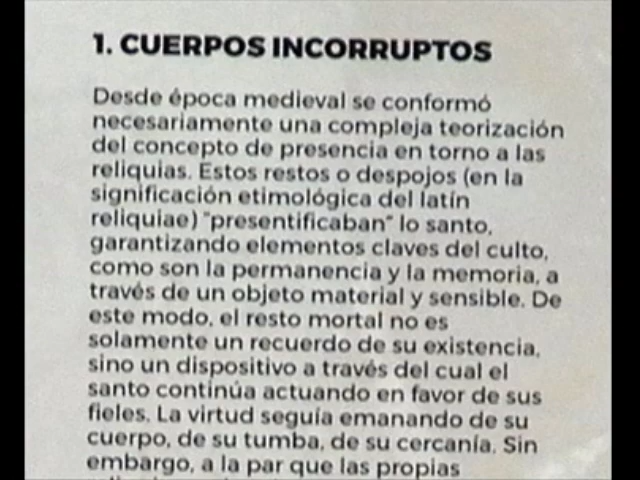 1. CUERPOS INCORRUPTOS
Desde época medieval se conformó
necesariamente una compleja teorización
del concepto de presencia en torno a las
reliquias. Estos restos o despojos (en la
significación etimológica del latín
reliquiae) "presentificaban" lo santo,
garantizando elementos claves del culto,
como son la permanencia y la memoria, a
través de un objeto material y sensible. De
este modo, el resto mortal no es
solamente un recuerdo de su existencia,
sino un dispositivo a través del cual el
santo continúa actuando en favor de sus
fieles. La virtud seguía emanando de su
cuerpo, de su tumba, de su cercanía. Sin
embargo, a la par que las propias